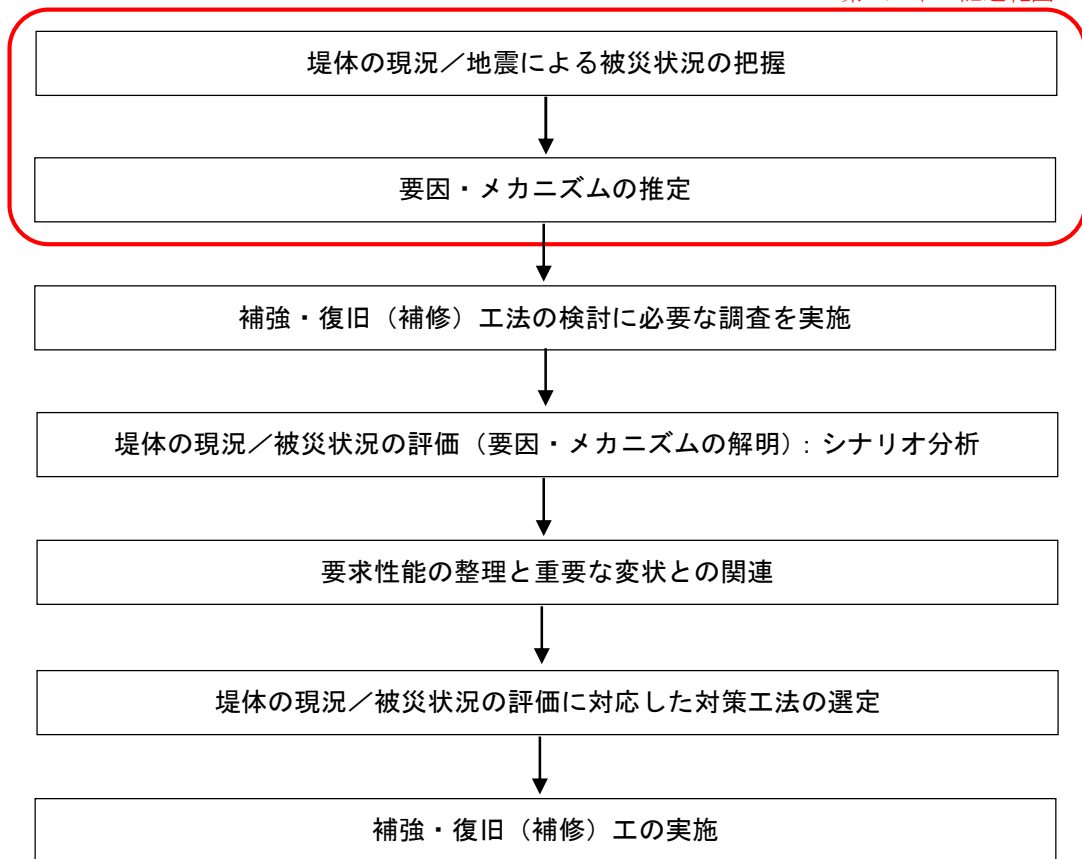 堤体の現況／地震による被災状況の把握
要因・メカニズムの推定
補強・復旧（補修）工法の検討に必要な調査を実施
堤体の現況／被災状況の評価（要因・メカニズムの解明）：シナリオ分析
要求性能の整理と重要な変状との関連
堤体の現況／被災状況の評価に対応した対策工法の選定
補強・復旧（補修）工の実施